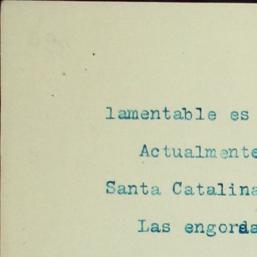 lamentable es
Actualmente
Santa Catalina
Las engorda